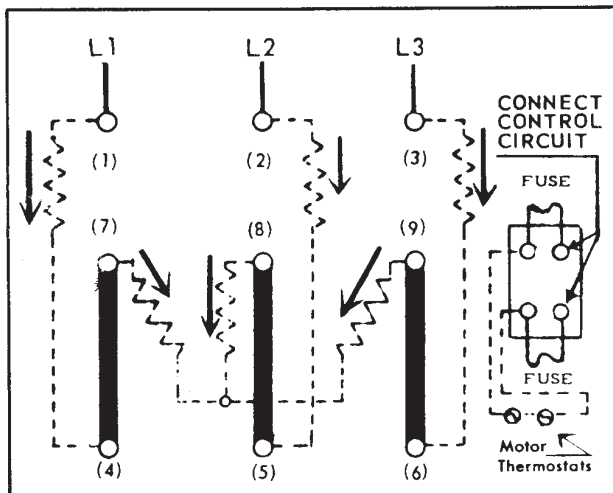 L1 L2 L3
CONNECT
CONTROL
CIRCUIT
(1) (2) (3)
FUSE
(7) (8) (9)
FUSE
(4) (5) (6)
Motor
Thermostats